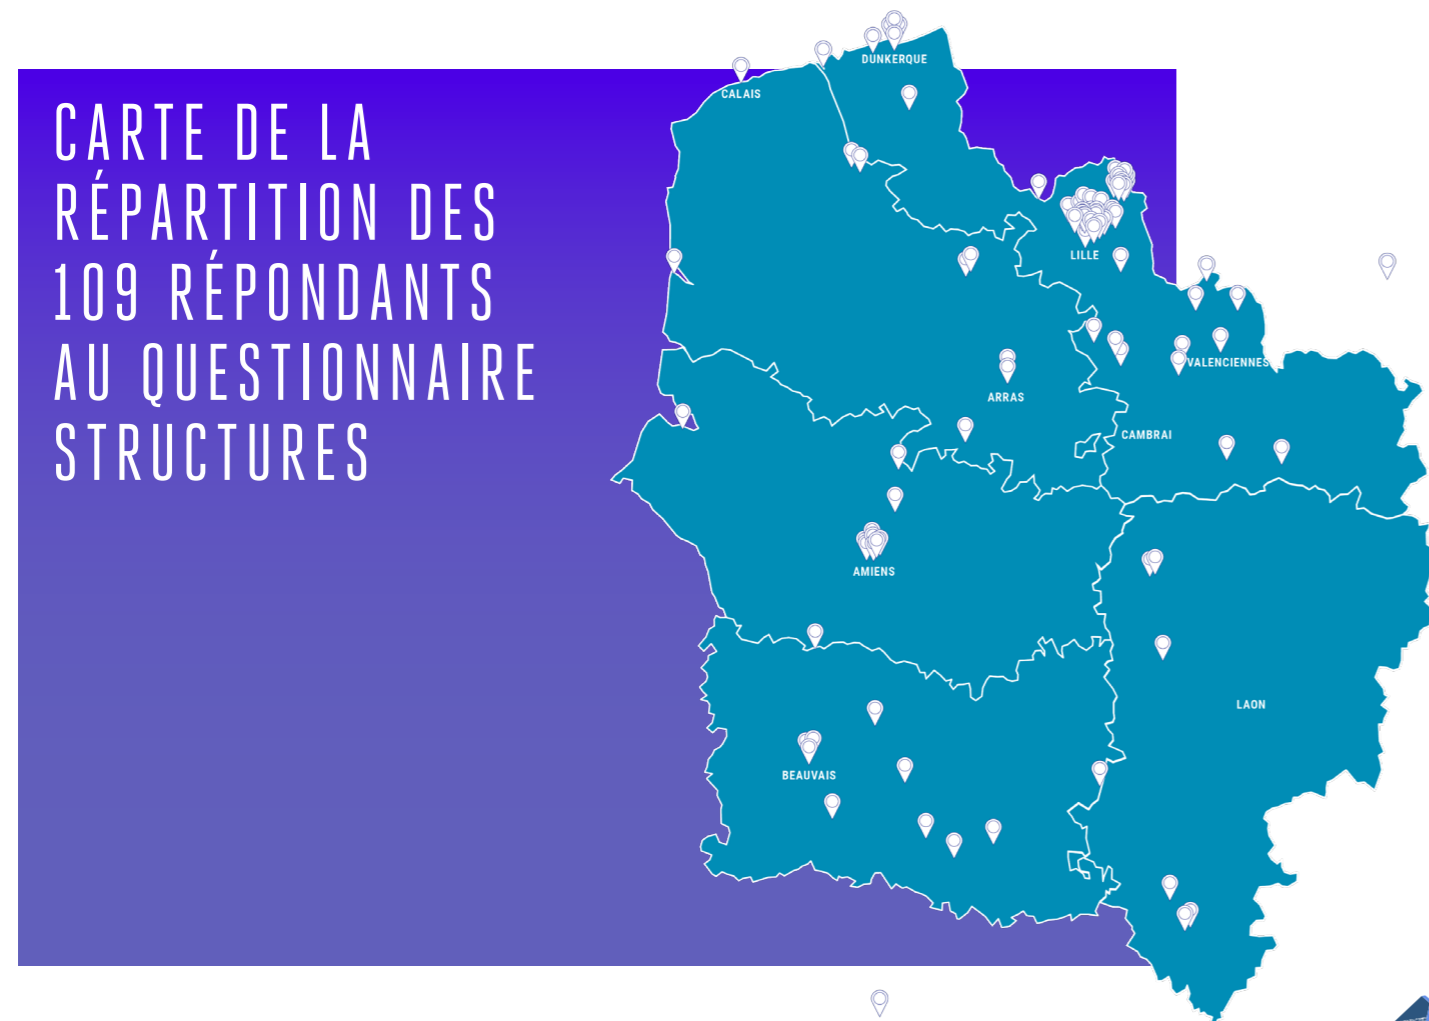 CARTE DE LA
RÉPARTITION DES
109 RÉPONDANTS
AU QUESTIONNAIRE
STRUCTURES
DUNKERQUE
CALAIS
LILLE
VALENCIENNES
ARRAS
CAMBRAI
AMIENS
LAON
BEAUVAIS